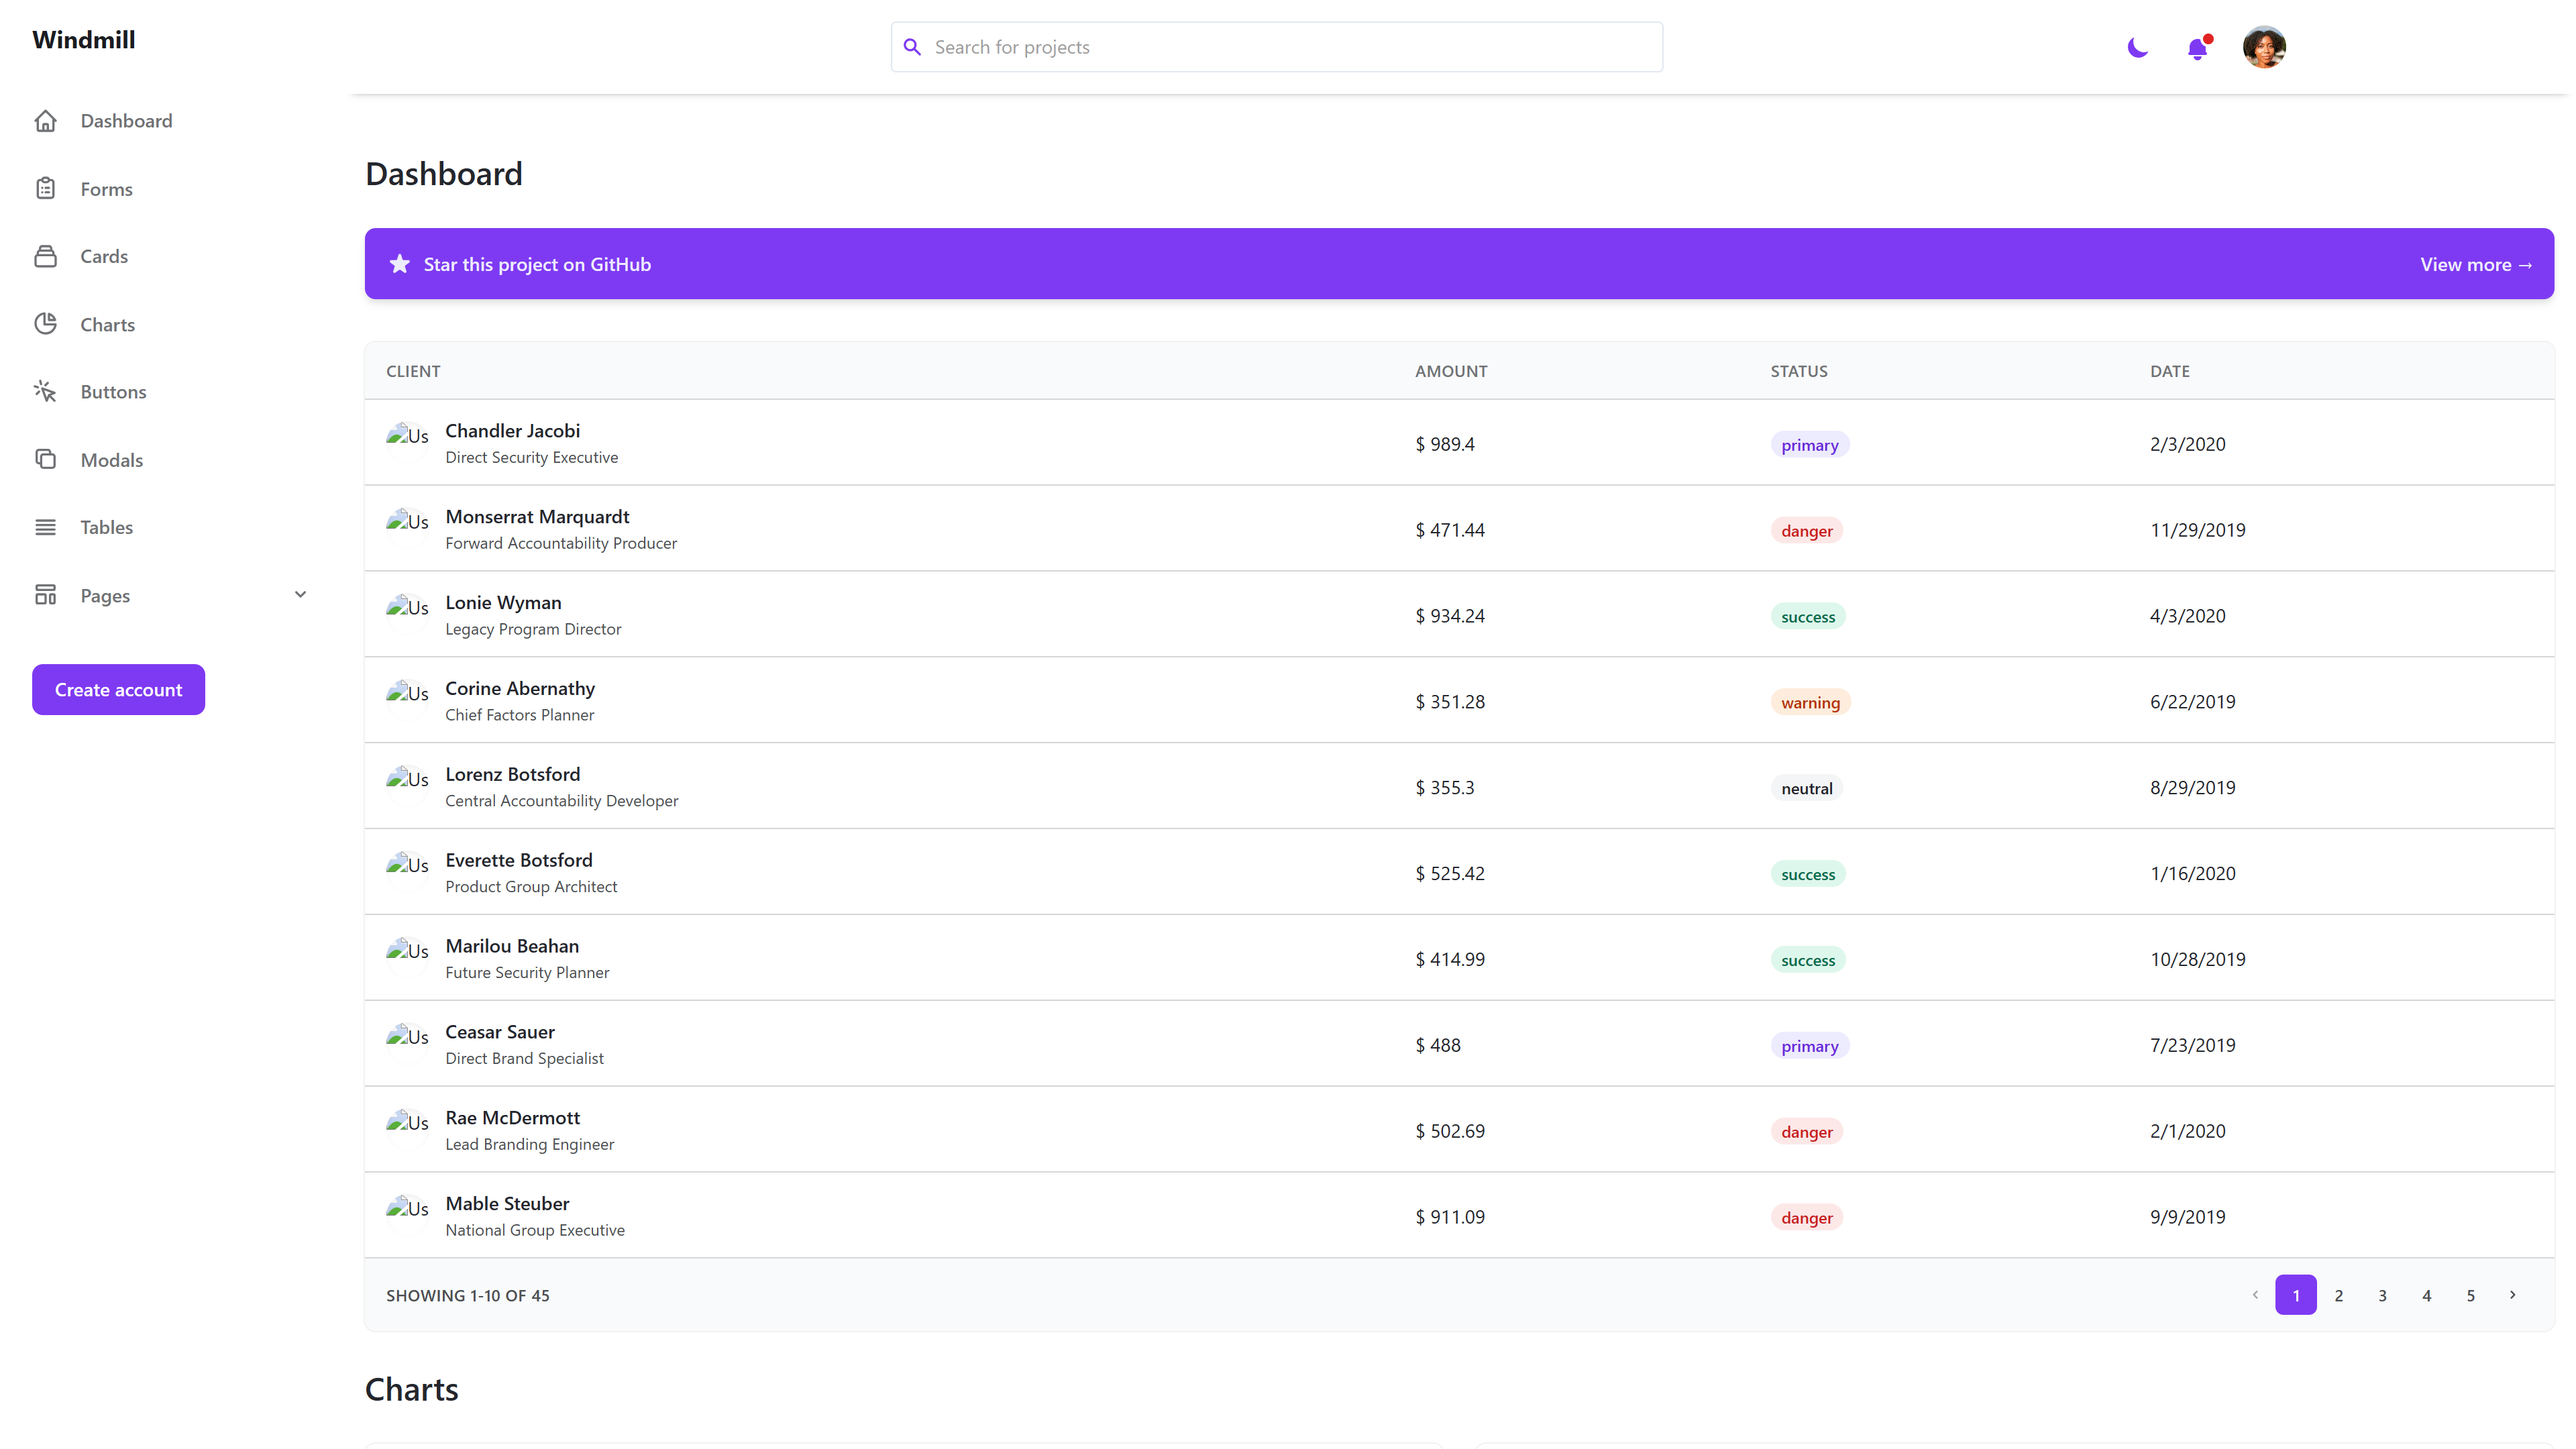 Windmill
Search for projects
Dashboard
Forms
Cards
Charts
Buttons
Modals
Tables
Pages
Create account
Dashboard
Star this project on GitHub
View more →
CLIENT AMOUNT STATUS DATE
Us Chandler Jacobi
Direct Security Executive
$ 989.4 primary 2/3/2020
Us Monserrat Marquardt
Forward Accountability Producer
$ 471.44 danger 11/29/2019
Us Lonie Wyman
Legacy Program Director
$ 934.24 success 4/3/2020
Us Corine Abernathy
Chief Factors Planner
$ 351.28 warning 6/22/2019
Us Lorenz Botsford
Central Accountability Developer
$ 355.3 neutral 8/29/2019
Us Everette Botsford
Product Group Architect
$ 525.42 success 1/16/2020
Us Marilou Beahan
Future Security Planner
$ 414.99 success 10/28/2019
Us Ceasar Sauer
Direct Brand Specialist
$ 488 primary 7/23/2019
Us Rae McDermott
Lead Branding Engineer
$ 502.69 danger 2/1/2020
Us Mable Steuber
National Group Executive
$ 911.09 danger 9/9/2019
SHOWING 1-10 OF 45
1 2 3 4 5
Charts